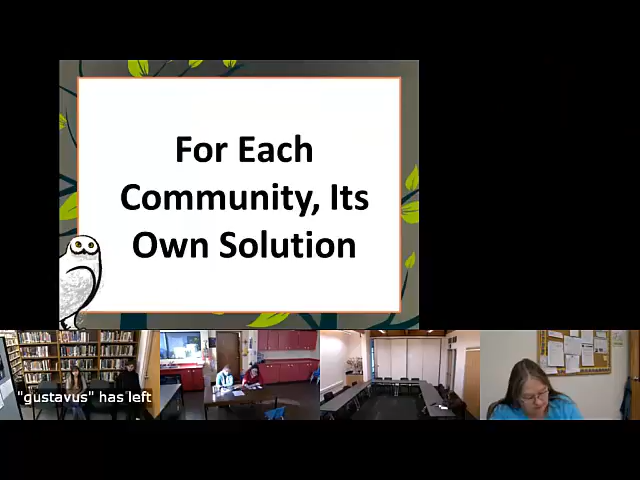 For Each
Community, Its
Own Solution
"gustavus" has left